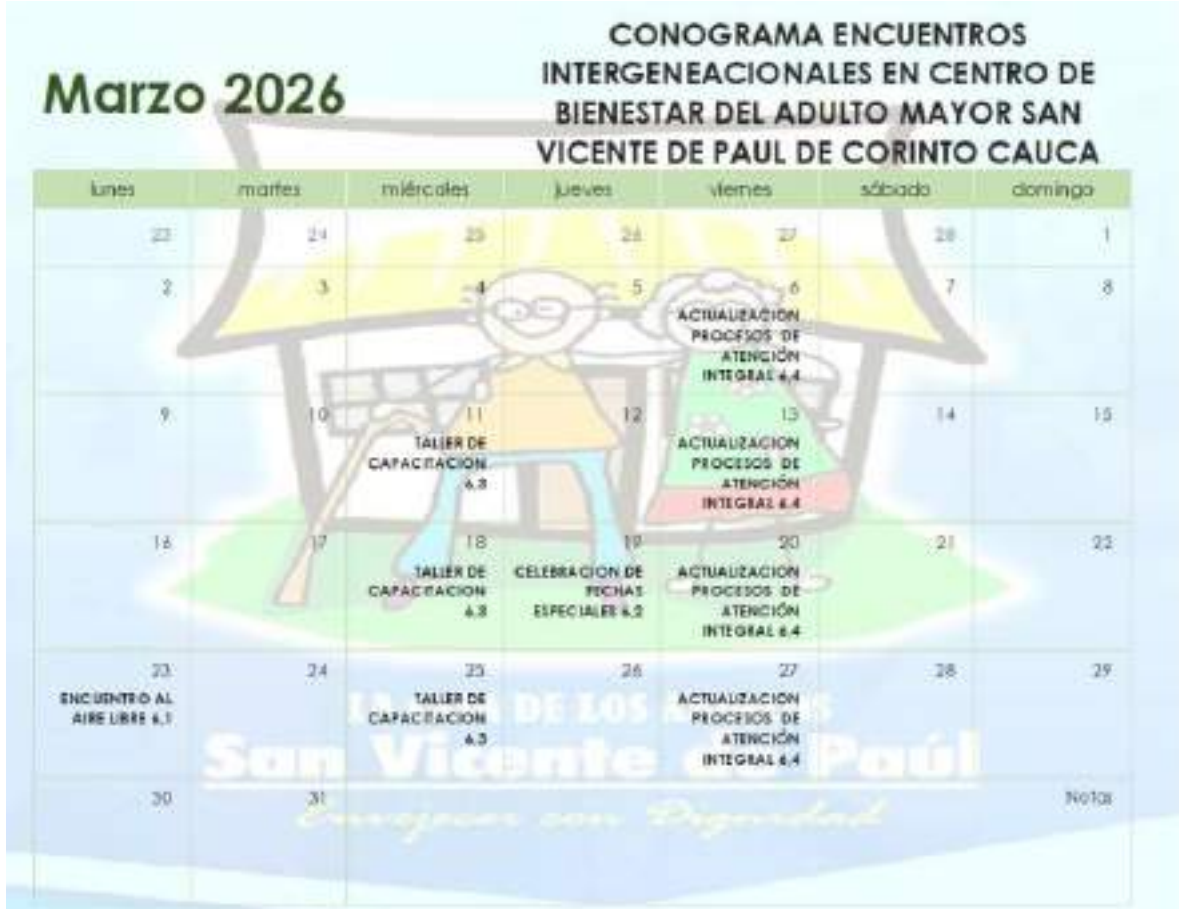 Marzo 2026
CONOGRAMA ENCUENTROS
INTERGENEACIONALES EN CENTRO DE
BIENESTAR DEL ADULTO MAYOR SAN
VICENTE DE PAUL DE CORINTO CAUCA
lunes martes miércoles jueves viernes sábado domingo
23 24 25 26 27 28 1
2 3 4 5 6 7 8
ACTUALIZACION
PROCESOS DE
ATENCIÓN
INTEGRAL 6.4
9 10 11 12 13 14 15
TALLER DE
CAPACITACION
6.3
ACTUALIZACION
PROCESOS DE
ATENCIÓN
INTEGRAL 6.4
16 17 18 19 20 21 22
TALLER DE
CAPACITACION
6.3
CELEBRACION DE
FECHAS
ESPECIALES 6.2
ACTUALIZACION
PROCESOS DE
ATENCIÓN
INTEGRAL 6.4
23 24 25 26 27 28 29
ENCUENTRO AL
AIRE LIBRE 6.1
TALLER DE
CAPACITACION
6.3
ACTUALIZACION
PROCESOS DE
ATENCIÓN
INTEGRAL 6.4
DE LOS
San Vicente de Paúl
30 31 Notas
Envejecer con Dignidad